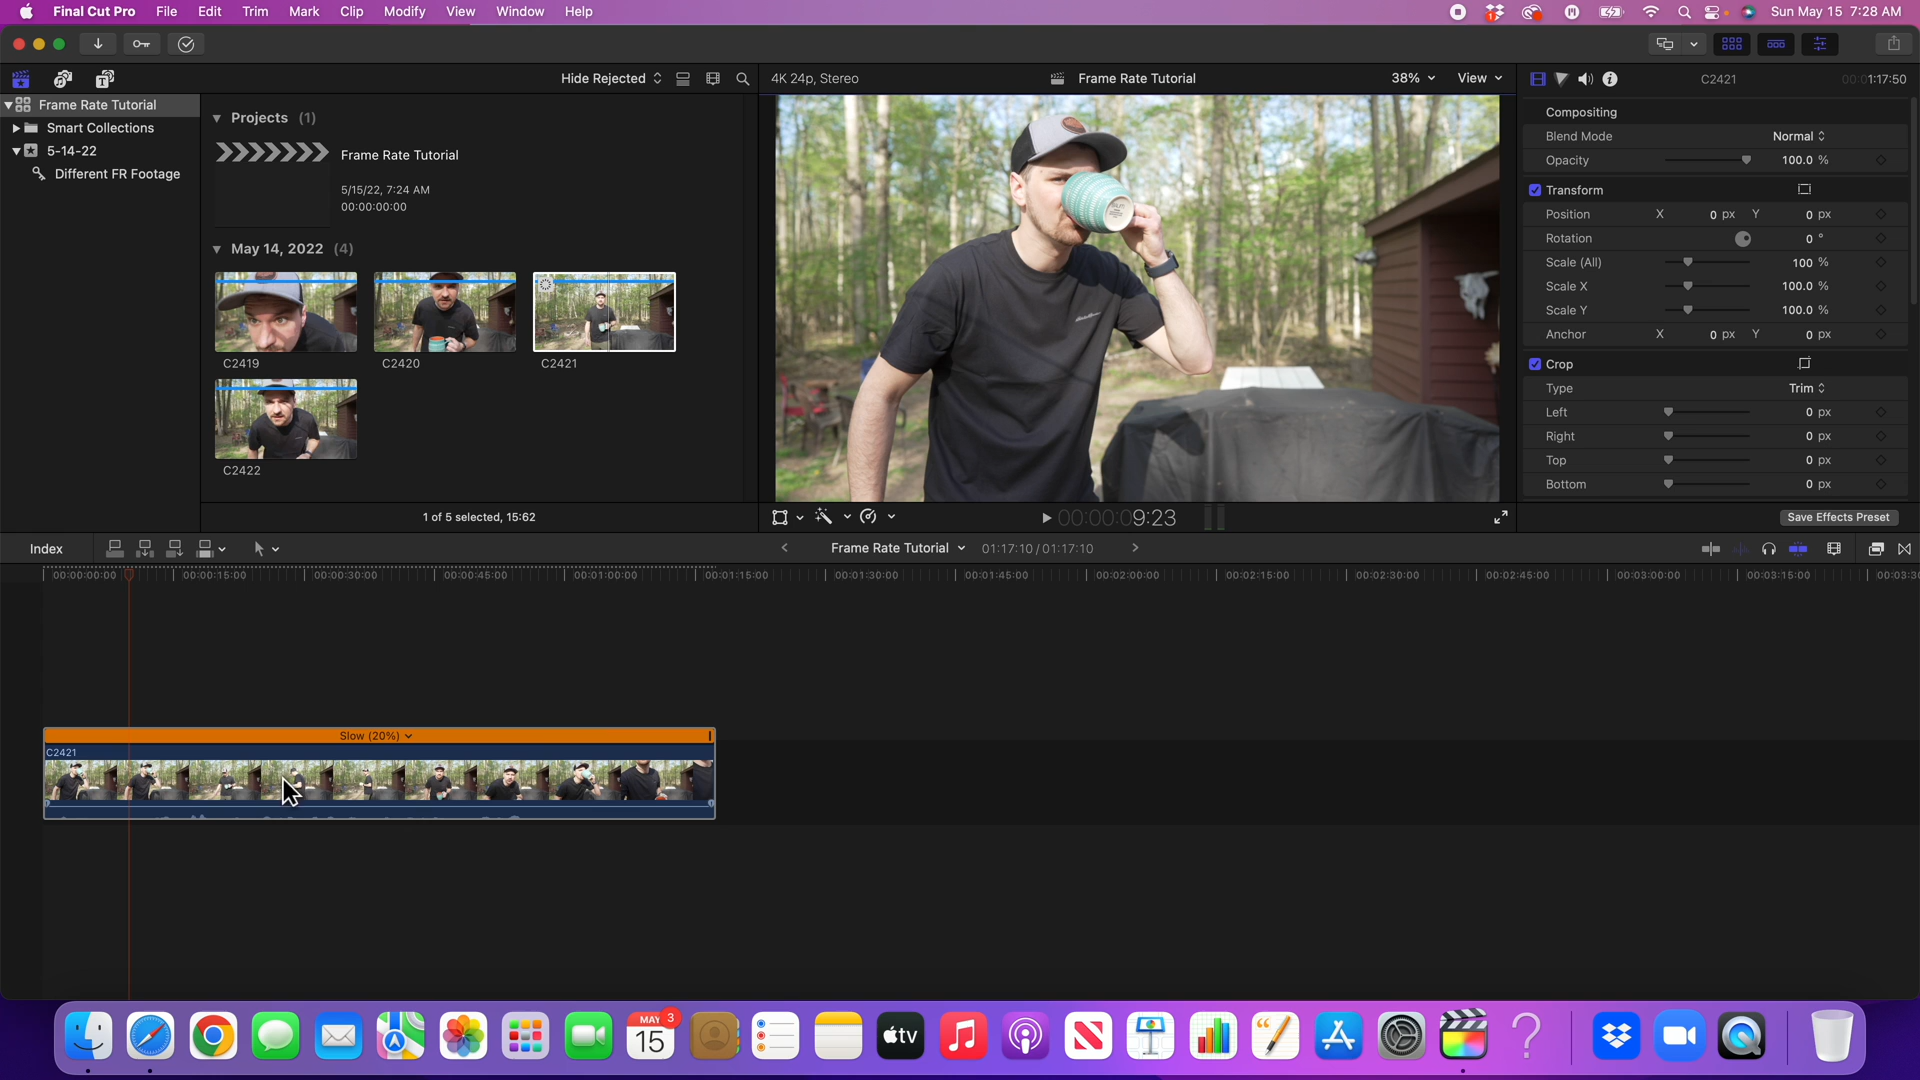 Final Cut Pro File Edit Trim Mark Clip Modify View Window Help
Sun May 15 7:28 AM
Hide Rejected
4K 24p, Stereo
Frame Rate Tutorial
38%
View
C2421
00:01:17:50
Frame Rate Tutorial
Smart Collections
5-14-22
Different FR Footage
Projects (1)
Frame Rate Tutorial
5/15/22, 7:24 AM
00:00:00:00
May 14, 2022 (4)
C2419
C2420
C2421
C2422
1 of 5 selected, 15:62
00:00:09:23
Compositing
Blend Mode Normal
Opacity 100.0 %
Transform
Position X 0 px Y 0 px
Rotation 0 °
Scale (All) 100 %
Scale X 100.0 %
Scale Y 100.0 %
Anchor X 0 px Y 0 px
Crop
Type Trim
Left 0 px
Right 0 px
Top 0 px
Bottom 0 px
Save Effects Preset
Index
Frame Rate Tutorial
01:17:10 / 01:17:10
00:00:00:00 00:00:15:00 00:00:30:00 00:00:45:00 00:01:00:00 00:01:15:00 00:01:30:00 00:01:45:00 00:02:00:00 00:02:15:00 00:02:30:00 00:02:45:00 00:03:00:00 00:03:15:00 00:03:30
Slow (20%)
C2421
MAY 3
15
tv